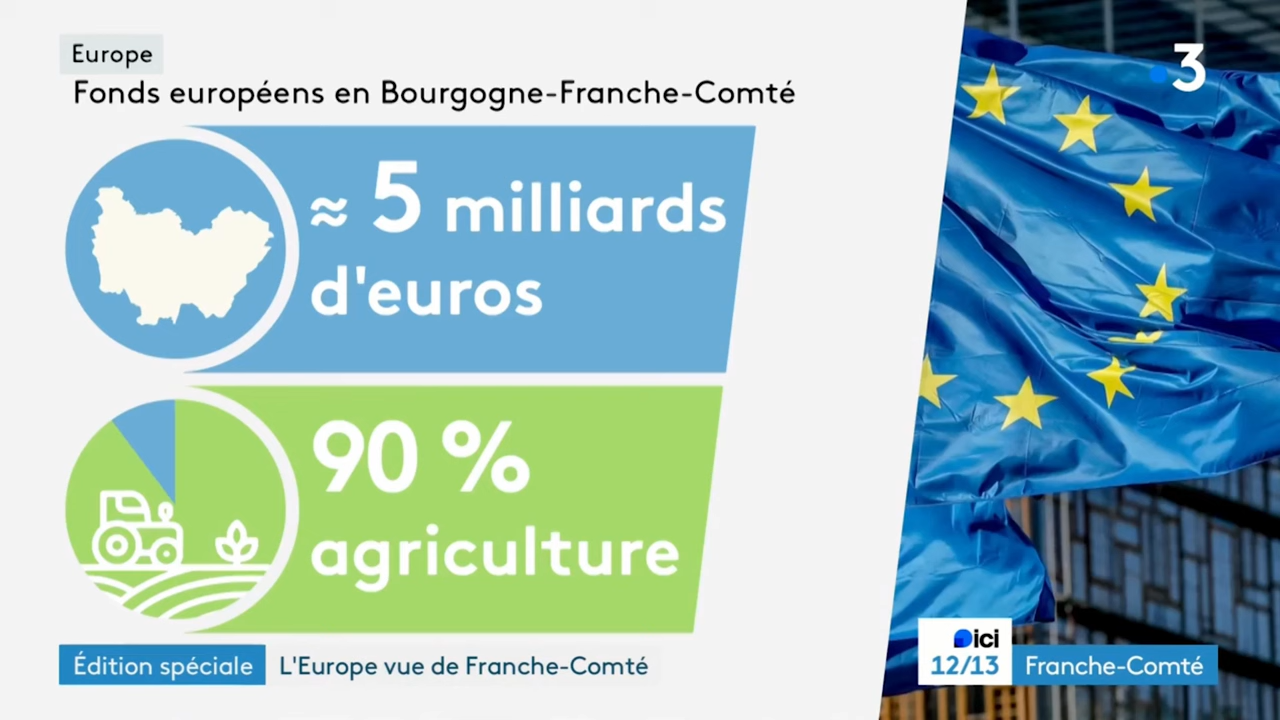 Europe
Fonds européens en Bourgogne-Franche-Comté
3
≈ 5 milliards
d'euros
90 %
agriculture
Édition spéciale
L'Europe vue de Franche-Comté
ici
12/13
Franche-Comté